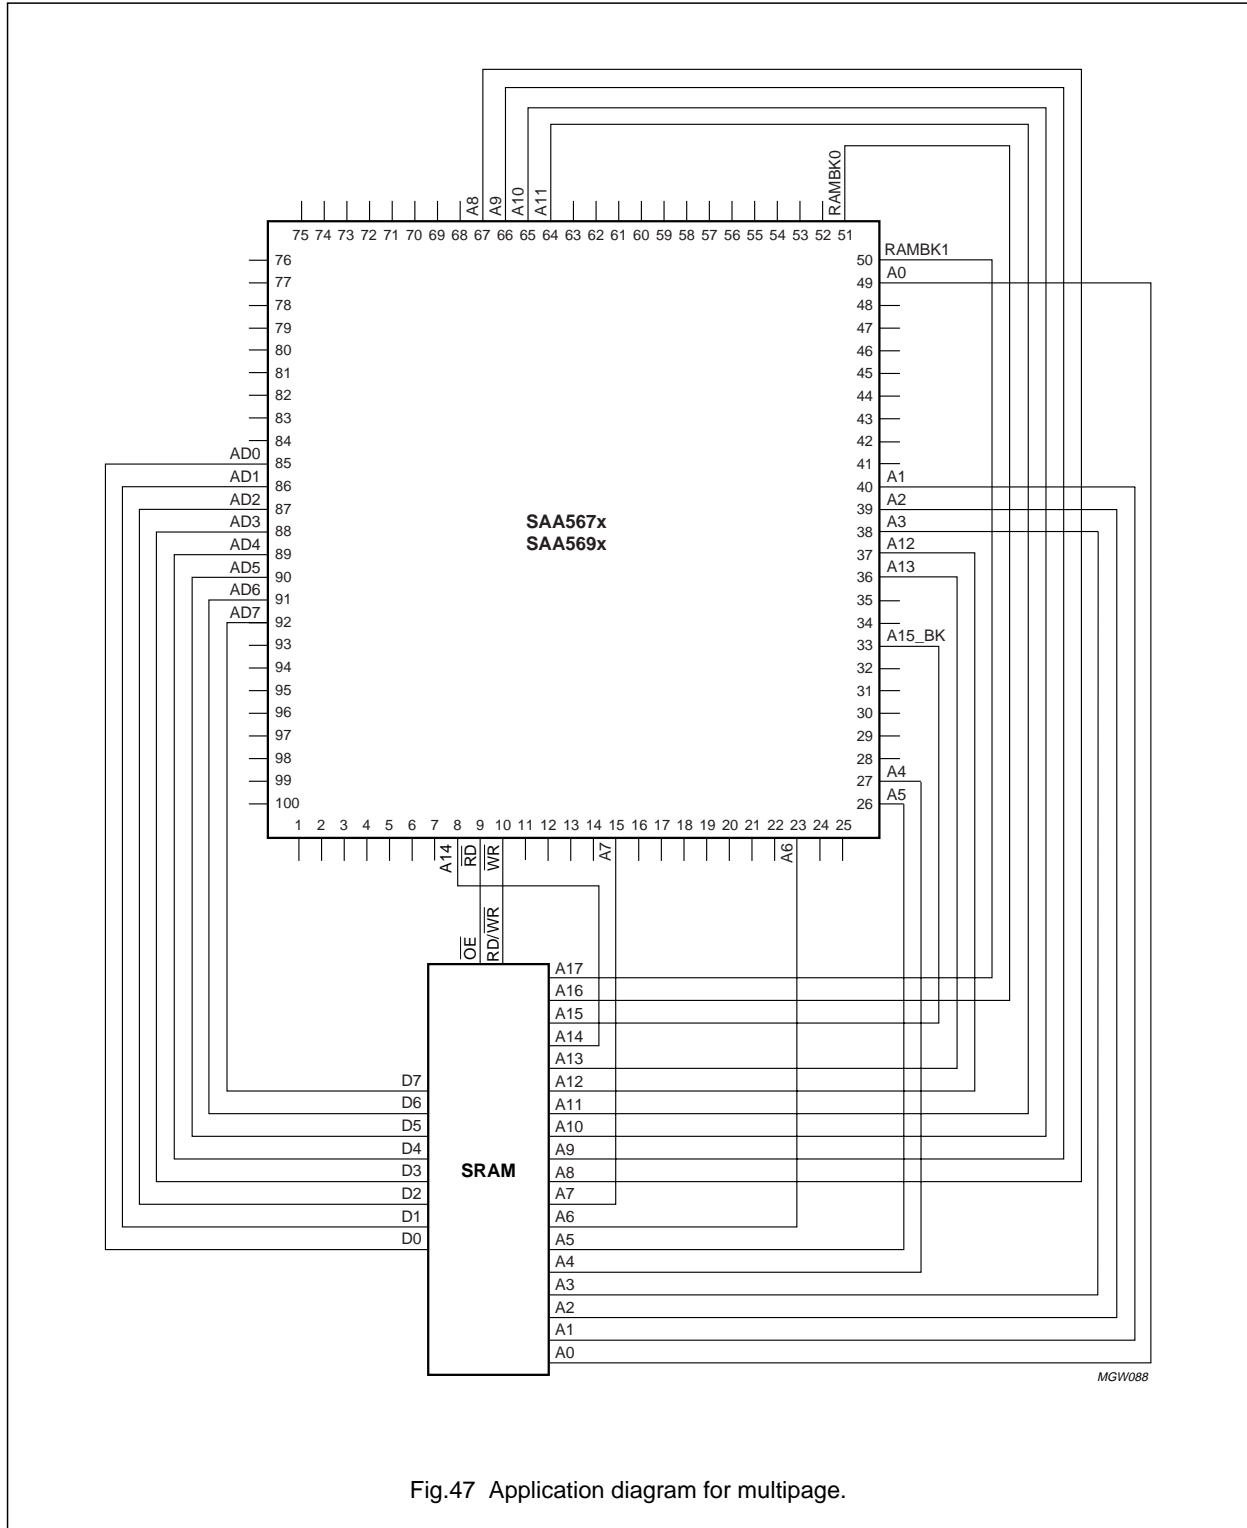 A8
A9
A10
A11
RAMBK0
75 74 73 72 71 70 69 68 67 66 65 64 63 62 61 60 59 58 57 56 55 54 53 52 51
76
77
78
79
80
81
82
83
84
AD0
85
AD1
86
AD2
87
AD3
88
AD4
89
AD5
90
AD6
91
AD7
92
93
94
95
96
97
98
99
100
SAA567x
SAA569x
RAMBK1
50
A0
49
48
47
46
45
44
43
42
41
A1
40
A2
39
A3
38
A12
37
A13
36
35
34
A15_BK
33
32
31
30
29
28
A4
27
A5
26
1 2 3 4 5 6 7 8 9 10 11 12 13 14 15 16 17 18 19 20 21 22 23 24 25
A14
R̅D̅
W̅R̅
A7
A6
O̅E̅
RD/W̅R̅
A17
A16
A15
A14
A13
A12
A11
A10
A9
A8
A7
A6
A5
A4
A3
A2
A1
A0
D7
D6
D5
D4
D3
D2
D1
D0
SRAM
MGW088
Fig.47 Application diagram for multipage.